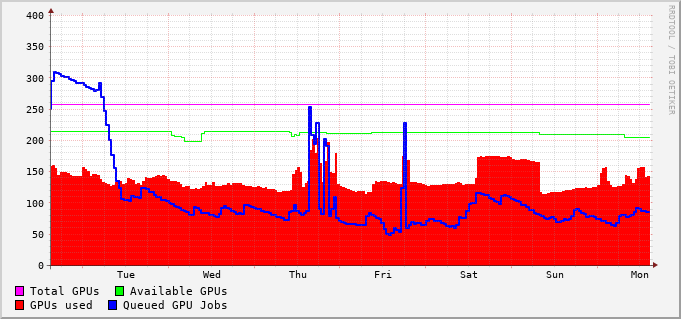 RRDTOOL / TOBI OETIKER
400
350
300
250
200
150
100
50
0
Tue Wed Thu Fri Sat Sun Mon
Total GPUs Available GPUs
GPUs used Queued GPU Jobs